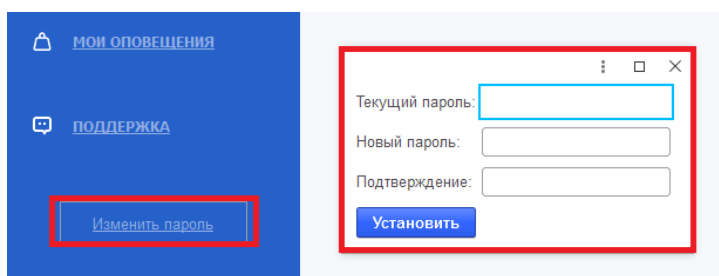 МОИ ОПОВЕЩЕНИЯ
ПОДДЕРЖКА
Изменить пароль
Текущий пароль:
Новый пароль:
Подтверждение:
Установить